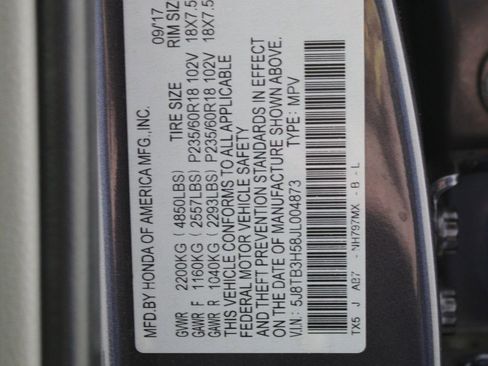 MFD.BY HONDA OF AMERICA MFG.,INC. 09/17
TIRE SIZE RIM SIZ
GVWR 2200KG (4850LBS)
GAWR F 1160KG (2557LBS) P235/60R18 102V 18X7.5
GAWR R 1040KG (2293LBS) P235/60R18 102V 18X7.5
THIS VEHICLE CONFORMS TO ALL APPLICABLE
FEDERAL MOTOR VEHICLE SAFETY
AND THEFT PREVENTION STANDARDS IN EFFECT
ON THE DATE OF MANUFACTURE SHOWN ABOVE.
V.I.N.: 5J8TB3H58JL004873 TYPE: MPV
TX5 J AB7 - NH797MX - B - L